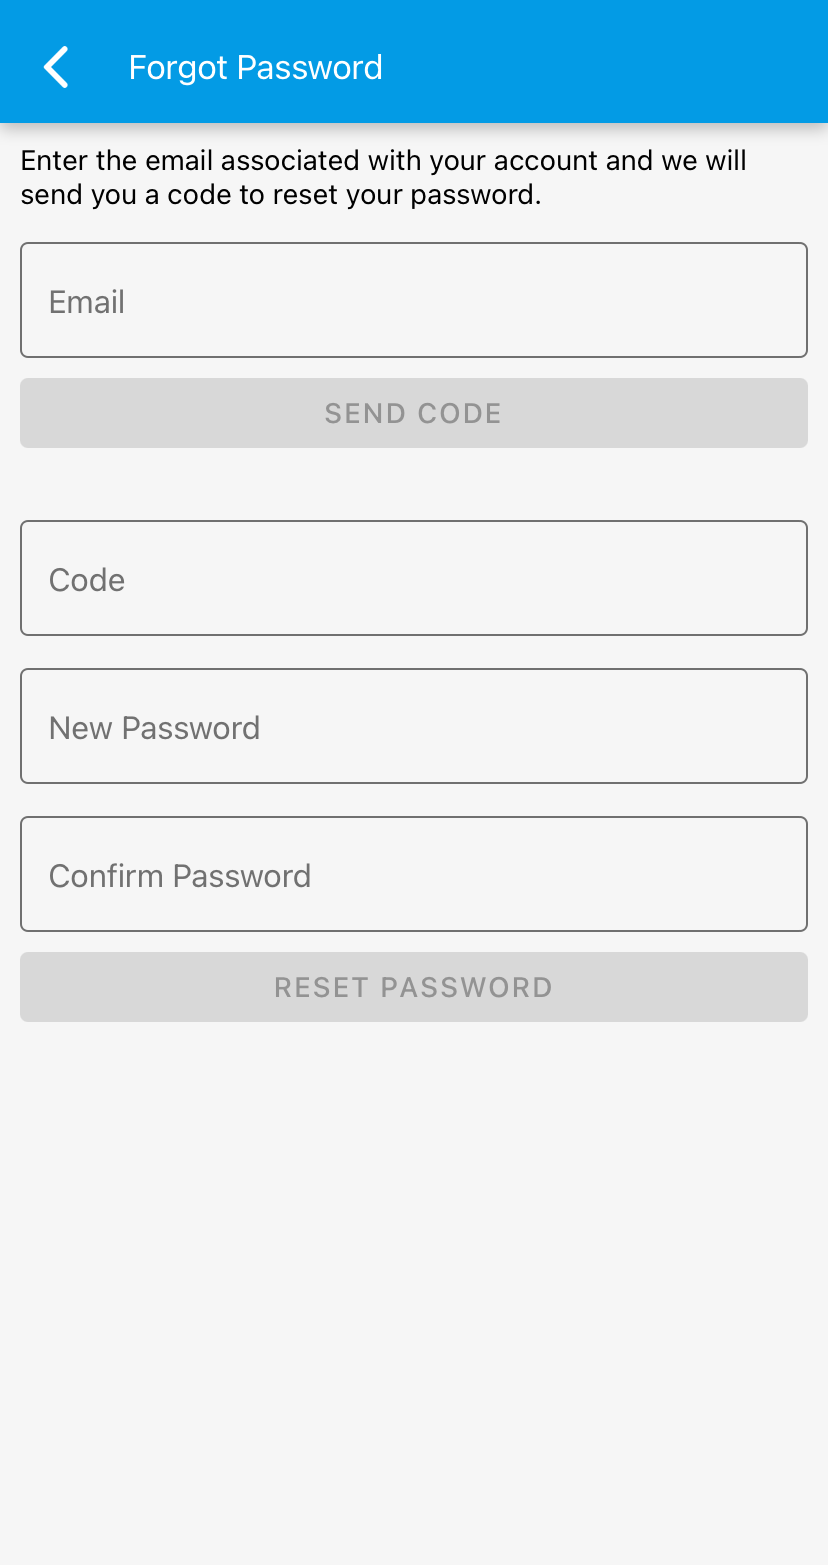 Forgot Password
Enter the email associated with your account and we will
send you a code to reset your password.
Email
SEND CODE
Code
New Password
Confirm Password
RESET PASSWORD